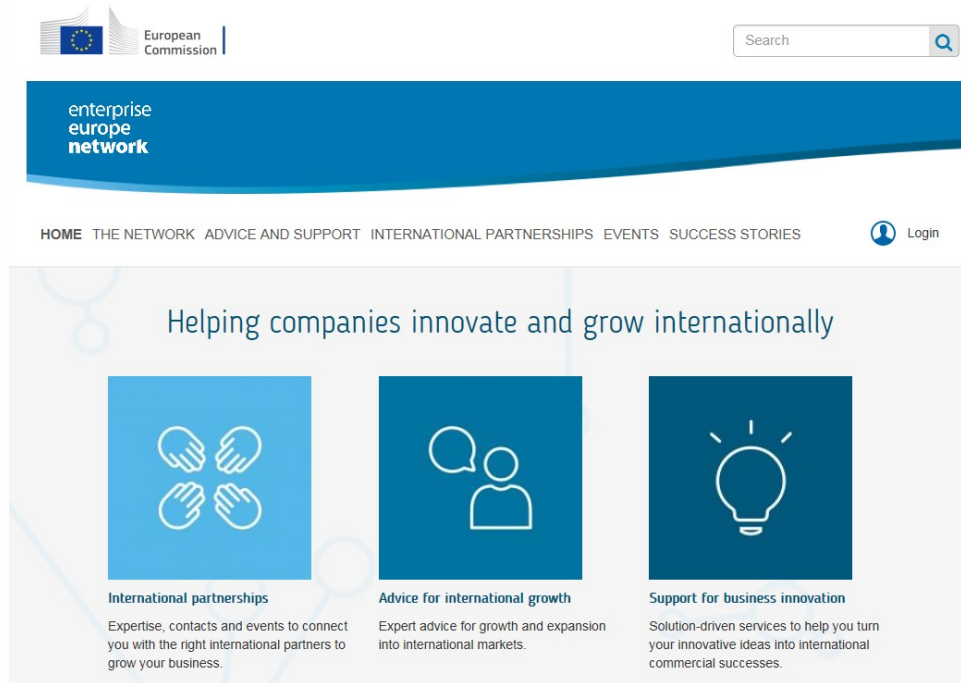 European
Commission
Search
enterprise
europe
network
HOME THE NETWORK ADVICE AND SUPPORT INTERNATIONAL PARTNERSHIPS EVENTS SUCCESS STORIES Login
Helping companies innovate and grow internationally
International partnerships
Expertise, contacts and events to connect
you with the right international partners to
grow your business.
Advice for international growth
Expert advice for growth and expansion
into international markets.
Support for business innovation
Solution-driven services to help you turn
your innovative ideas into international
commercial successes.